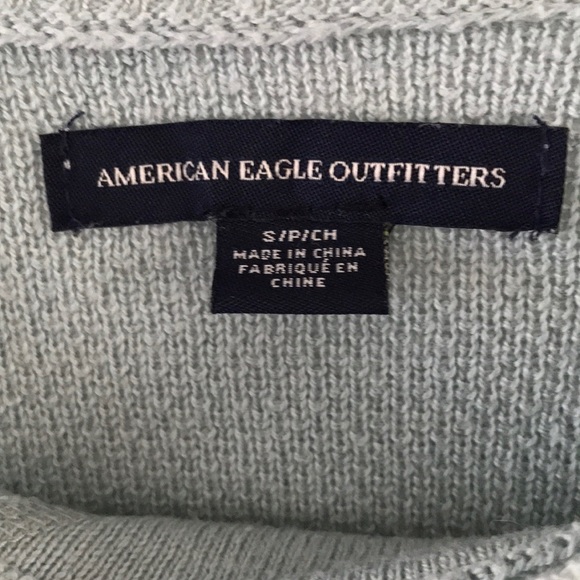 AMERICAN EAGLE OUTFITTERS
S/P/CH
MADE IN CHINA
FABRIQUÉ EN
CHINE